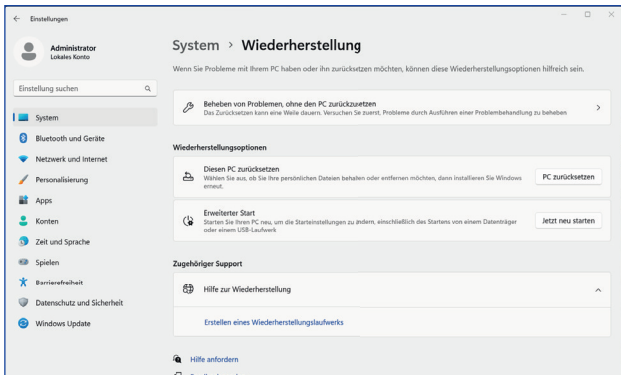 Einstellungen
Administrator
Lokales Konto
Einstellung suchen
System
Bluetooth und Geräte
Netzwerk und Internet
Personalisierung
Apps
Konten
Zeit und Sprache
Spielen
Barrierefreiheit
Datenschutz und Sicherheit
Windows Update
System > Wiederherstellung
Wenn Sie Probleme mit Ihrem PC haben oder ihn zurücksetzen möchten, können diese Wiederherstellungsoptionen hilfreich sein.
Beheben von Problemen, ohne den PC zurückzusetzen
Das Zurücksetzen kann eine Weile dauern. Versuchen Sie zuerst, Probleme durch Ausführen einer Problembehandlung zu beheben
Wiederherstellungsoptionen
Diesen PC zurücksetzen
Wählen Sie aus, ob Sie Ihre persönlichen Dateien behalten oder entfernen möchten, dann installieren Sie Windows
erneut.
PC zurücksetzen
Erweiterter Start
Starten Sie Ihren PC neu, um die Starteinstellungen zu ändern, einschließlich des Startens von einem Datenträger
oder einem USB-Laufwerk
Jetzt neu starten
Zugehöriger Support
Hilfe zur Wiederherstellung
Erstellen eines Wiederherstellungslaufwerks
Hilfe anfordern